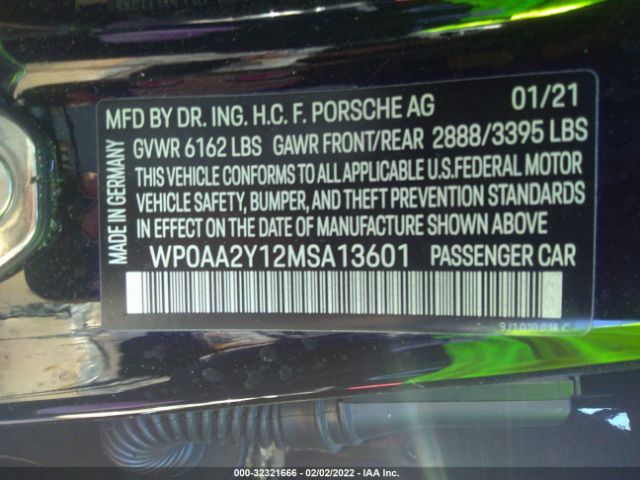 MFD BY DR. ING. H.C. F. PORSCHE AG 01/21
GVWR 6162 LBS GAWR FRONT/REAR 2888/3395 LBS
THIS VEHICLE CONFORMS TO ALL APPLICABLE U.S.FEDERAL MOTOR
VEHICLE SAFETY, BUMPER, AND THEFT PREVENTION STANDARDS
IN EFFECT ON THE DATE OF MANUFACTURE SHOWN ABOVE
WP0AA2Y12MSA13601 PASSENGER CAR
MADE IN GERMANY
000-32321666 - 02/02/2022 - IAA Inc.